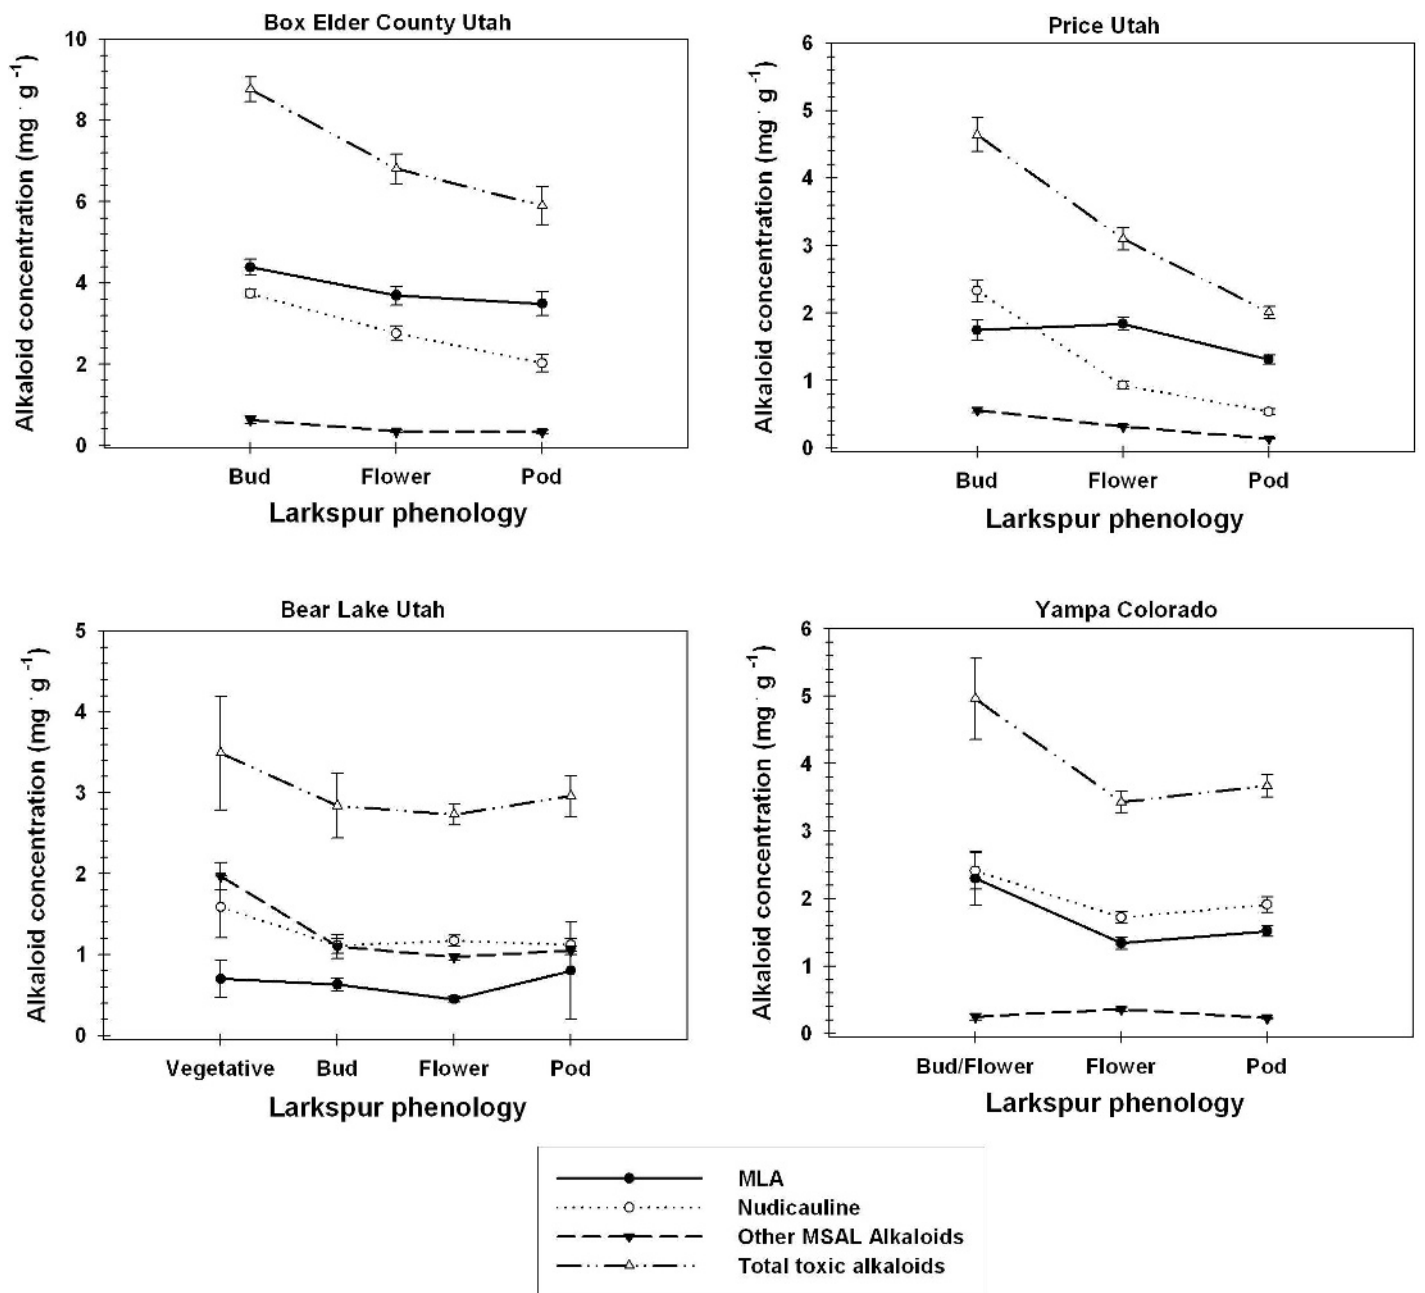 Box Elder County Utah
Alkaloid concentration (mg · g -1)
10
8
6
4
2
0
Bud Flower Pod
Larkspur phenology
Price Utah
Alkaloid concentration (mg · g -1)
6
5
4
3
2
1
0
Bud Flower Pod
Larkspur phenology
Bear Lake Utah
Alkaloid concentration (mg · g -1)
5
4
3
2
1
0
Vegetative Bud Flower Pod
Larkspur phenology
Yampa Colorado
Alkaloid concentration (mg · g -1)
6
5
4
3
2
1
0
Bud/Flower Flower Pod
Larkspur phenology
MLA
Nudicauline
Other MSAL Alkaloids
Total toxic alkaloids